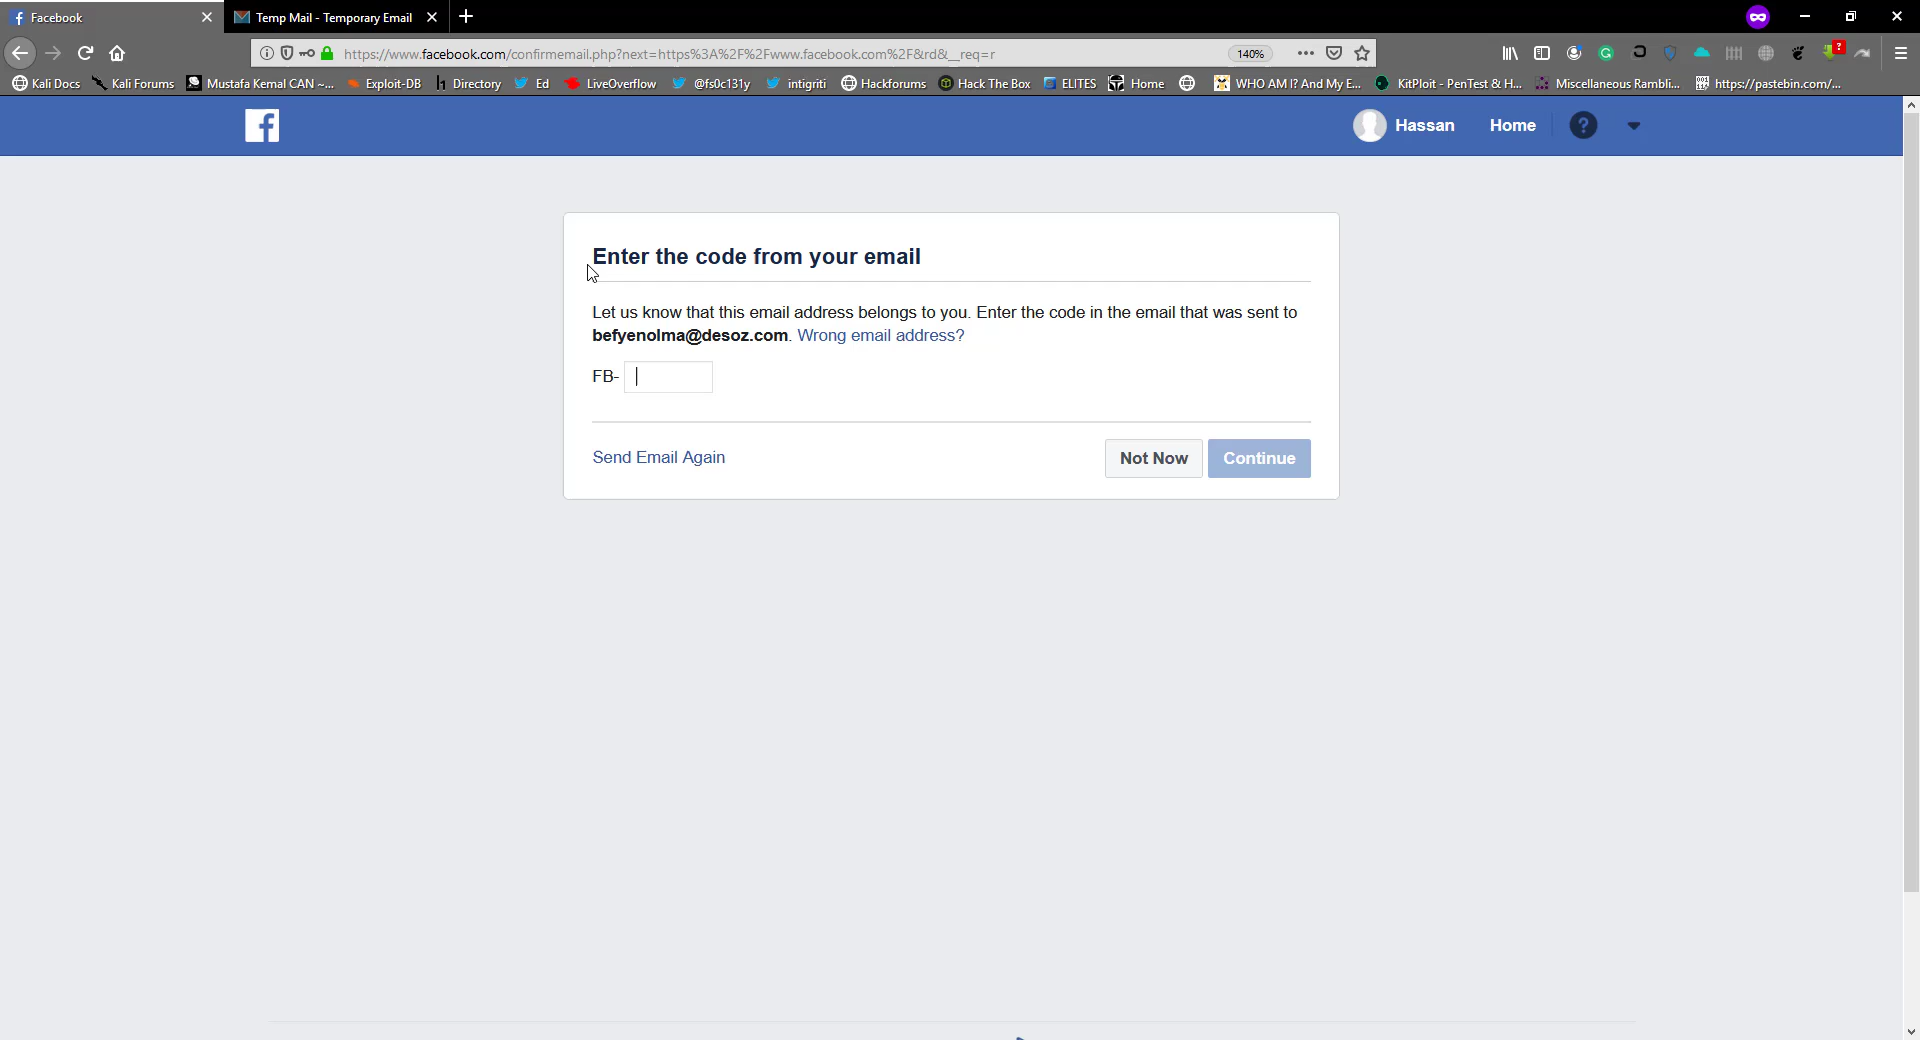 Facebook
Temp Mail - Temporary Email
https://www.facebook.com/confirmemail.php?next=https%3A%2F%2Fwww.facebook.com%2F&rd&__req=r
140%
Kali Docs Kali Forums Mustafa Kemal CAN ~... Exploit-DB Directory Ed LiveOverflow @fs0c131y intigriti Hackforums Hack The Box ELITES Home WHO AM I? And My E... KitPloit - PenTest & H... Miscellaneous Rambli... https://pastebin.com/...
Hassan Home
Enter the code from your email
Let us know that this email address belongs to you. Enter the code in the email that was sent to
befyenolma@desoz.com. Wrong email address?
FB-
Send Email Again Not Now Continue